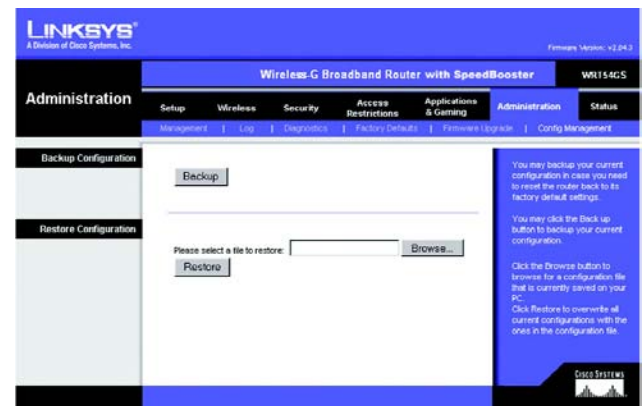 LINKSYS®
A Division of Cisco Systems, Inc.
Firmware Version: v2.04.3
Wireless-G Broadband Router with SpeedBooster
WRT54GS
Administration
Setup
Wireless
Security
Access Restrictions
Applications & Gaming
Administration
Status
Management | Log | Diagnostics | Factory Defaults | Firmware Upgrade | Config Management
Backup Configuration
Backup
Restore Configuration
Please select a file to restore:
Browse...
Restore
You may backup your current
configuration in case you need
to reset the router back to its
factory default settings.
You may click the Back up
button to backup your current
configuration.
Click the Browse button to
browse for a configuration file
that is currently saved on your
PC.
Click Restore to overwrite all
current configurations with the
ones in the configuration file.
CISCO SYSTEMS